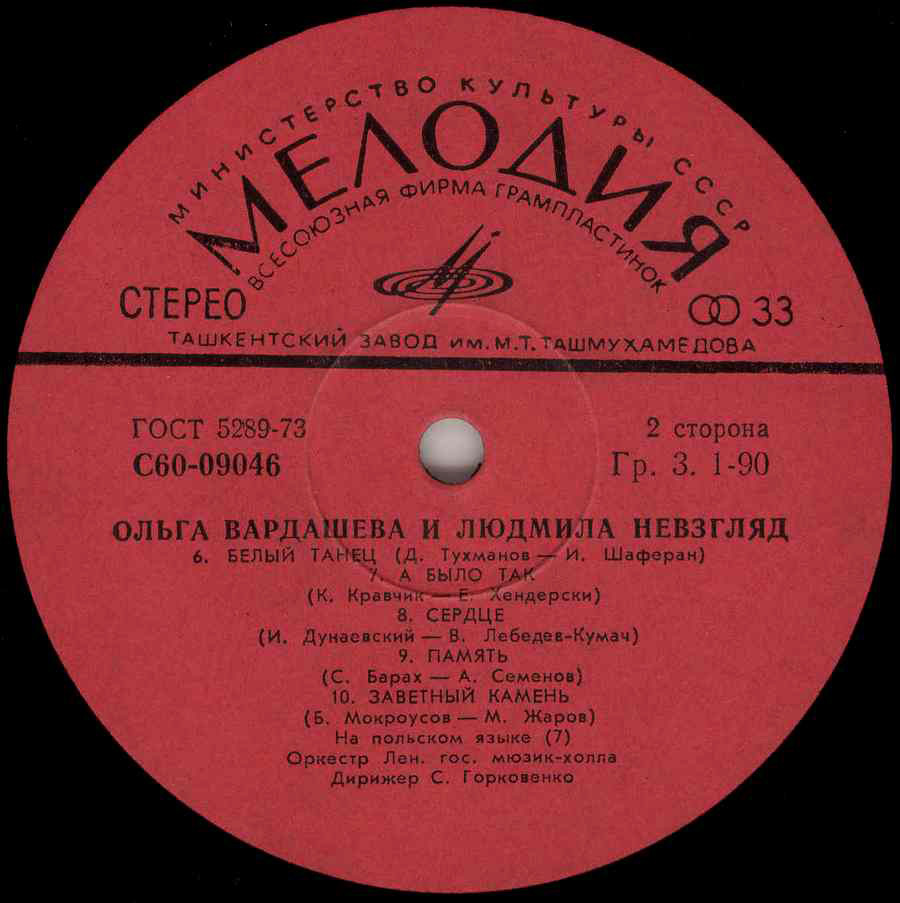 МИНИСТЕРСТВО КУЛЬТУРЫ СССР
МЕЛОДИЯ
ВСЕСОЮЗНАЯ ФИРМА ГРАМПЛАСТИНОК
СТЕРЕО
33
ТАШКЕНТСКИЙ ЗАВОД им. М.Т. ТАШМУХАМЕДОВА
ГОСТ 5289-73
2 сторона
С60-09046
Гр. 3. 1-90
ОЛЬГА ВАРДАШЕВА И ЛЮДМИЛА НЕВЗГЛЯД
6. БЕЛЫЙ ТАНЕЦ (Д. Тухманов — И. Шаферан)
7. А БЫЛО ТАК
(К. Кравчик — Е. Хендерски)
8. СЕРДЦЕ
(И. Дунаевский — В. Лебедев-Кумач)
9. ПАМЯТЬ
(С. Барах — А. Семенов)
10. ЗАВЕТНЫЙ КАМЕНЬ
(Б. Мокроусов — М. Жаров)
На польском языке (7)
Оркестр Лен. гос. мюзик-холла
Дирижер С. Горковенко